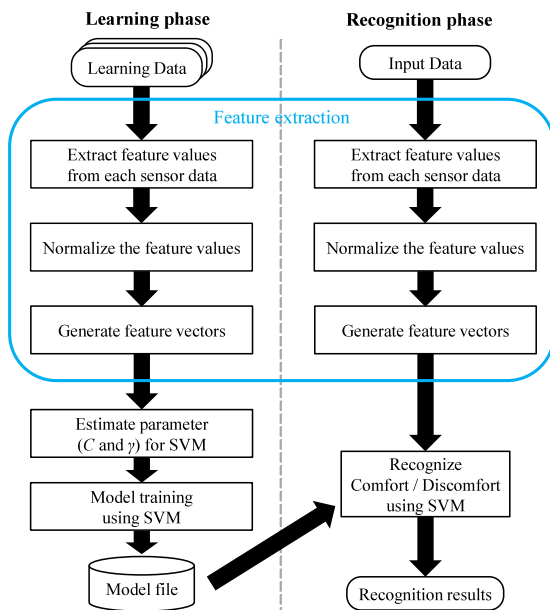 Learning phase
Recognition phase
Learning Data
Input Data
Feature extraction
Extract feature values
from each sensor data
Extract feature values
from each sensor data
Normalize the feature values
Normalize the feature values
Generate feature vectors
Generate feature vectors
Estimate parameter
(C and γ) for SVM
Model training
using SVM
Recognize
Comfort / Discomfort
using SVM
Model file
Recognition results